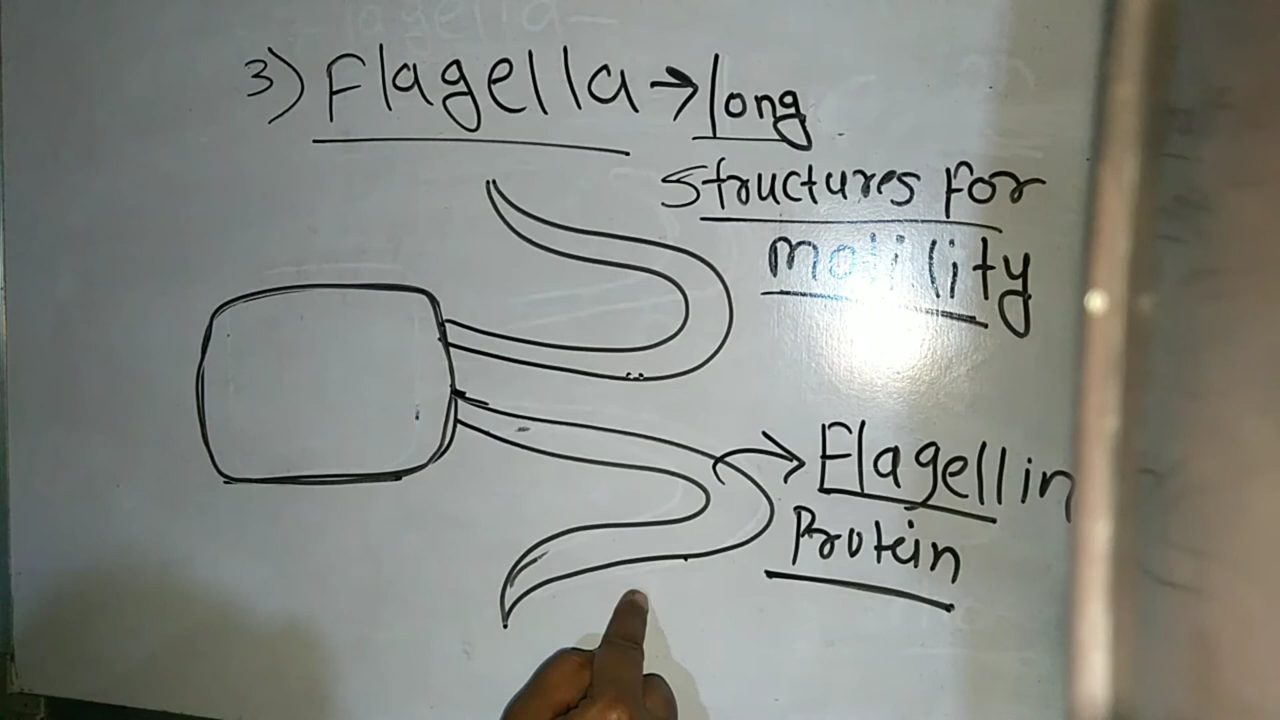 3) Flagella → long
Structures for
motility
Flagellin
Protein